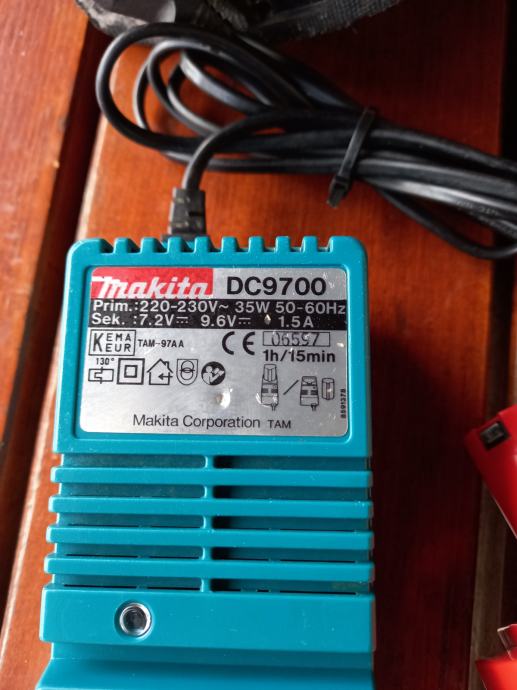 makita DC9700
Prim.:220-230V~ 35W 50-60Hz
Sek. : 7.2V⎓ 9.6V⎓ 1.5A
KEMA
KEUR
TAM-97AA
CE
1h/15min
130°
8591378
Makita Corporation TAM